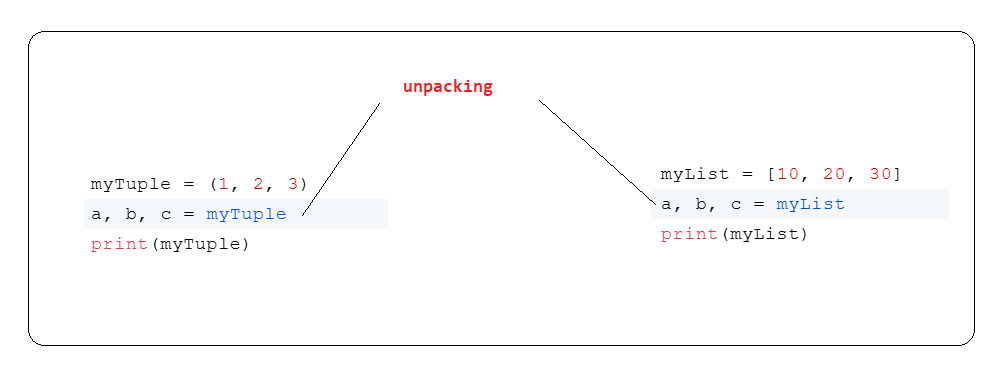 unpacking
myTuple = (1, 2, 3)
a, b, c = myTuple
print(myTuple)
myList = [10, 20, 30]
a, b, c = myList
print(myList)